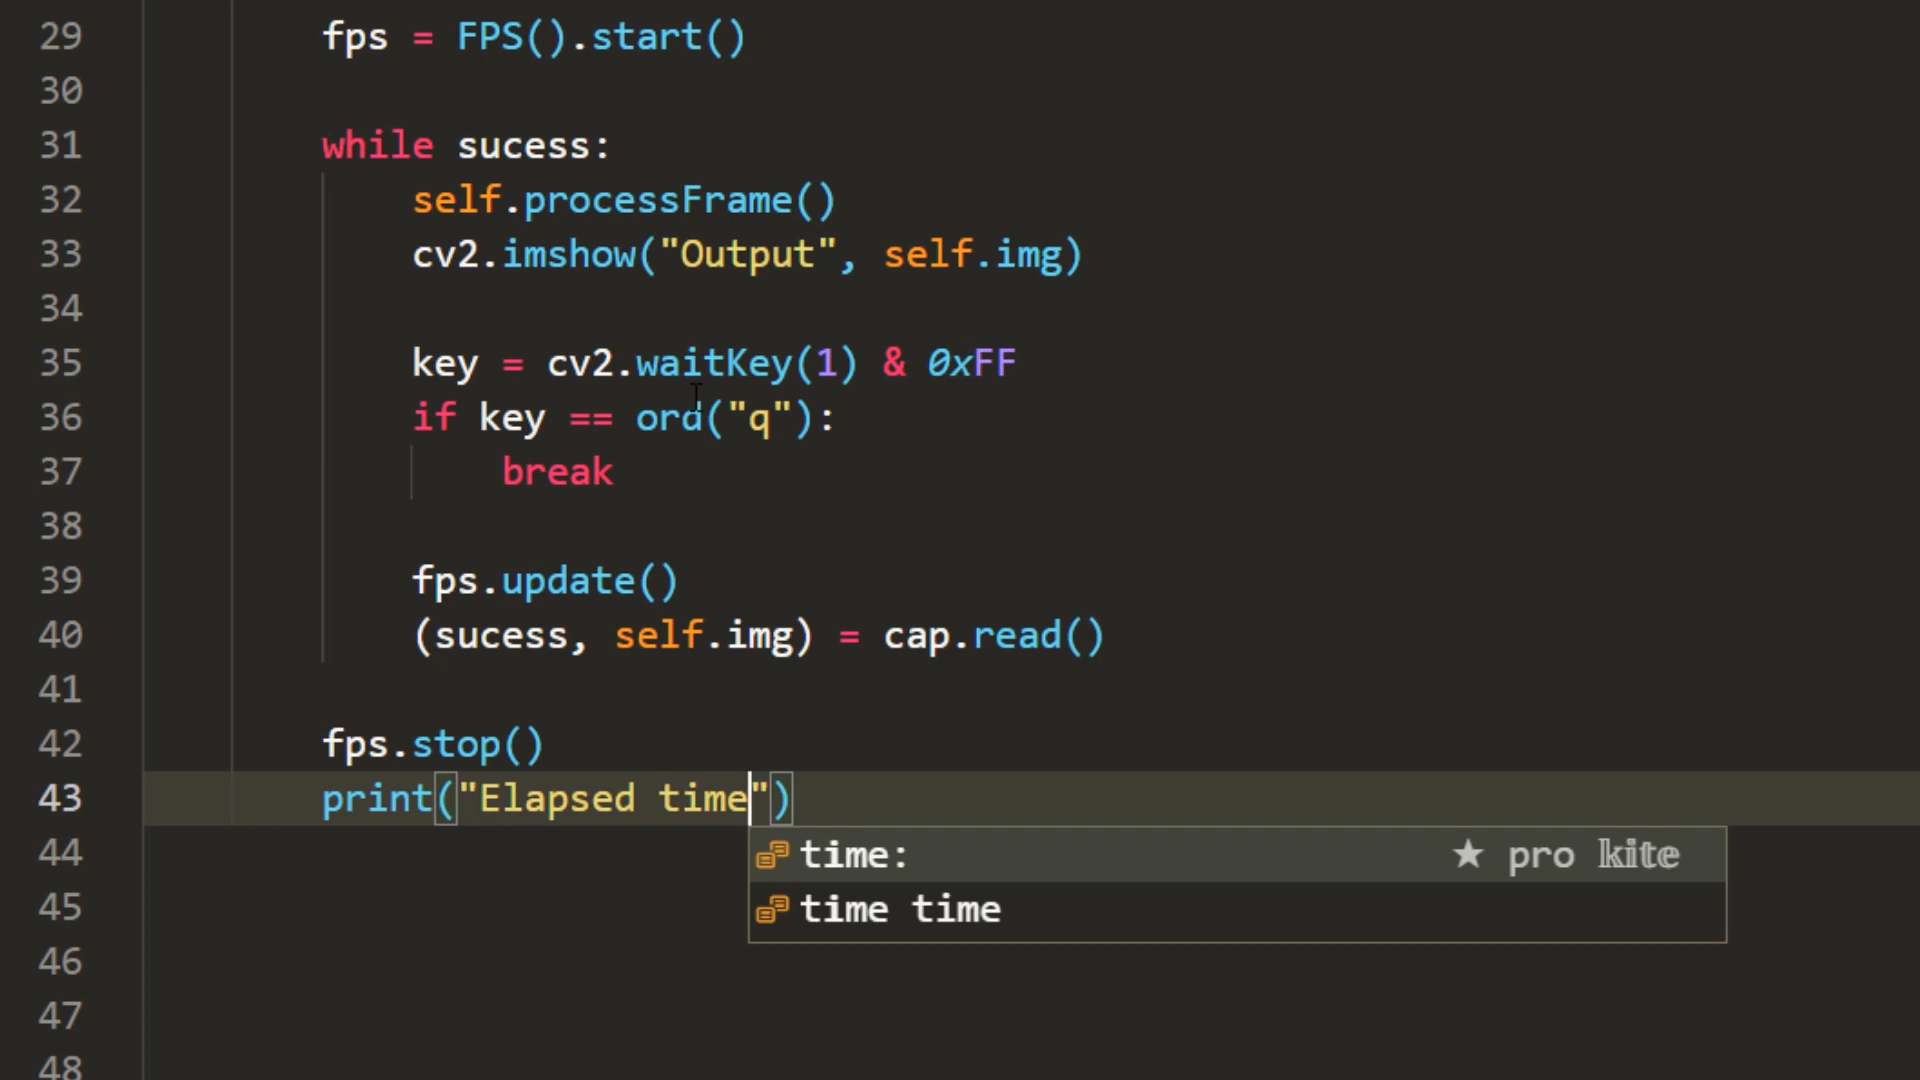 29 fps = FPS().start()
30
31 while sucess:
32 self.processFrame()
33 cv2.imshow("Output", self.img)
34
35 key = cv2.waitKey(1) & 0xFF
36 if key == ord("q"):
37 break
38
39 fps.update()
40 (sucess, self.img) = cap.read()
41
42 fps.stop()
43 print("Elapsed time")
44 time: ★ pro kite
45 time time
46
47
48